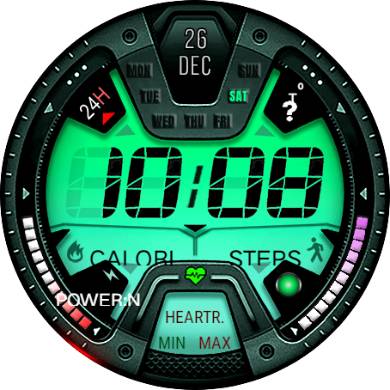 26
DEC
MON SUN
TUE SAT
WED THU FRI
24H
10:08
CALORI STEPS
POWER:N
HEARTR.
MIN MAX